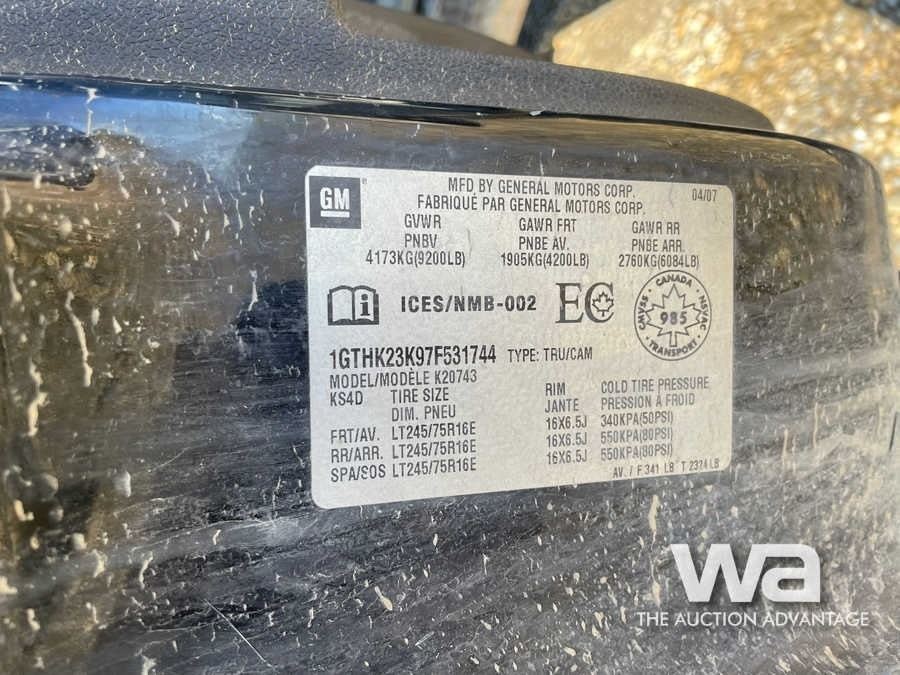 GM
MFD BY GENERAL MOTORS CORP. 04/07
FABRIQUÉ PAR GENERAL MOTORS CORP.
GVWR GAWR FRT GAWR RR
PNBV PNBE AV. PNBE ARR.
4173KG(9200LB) 1905KG(4200LB) 2760KG(6084LB)
i ICES/NMB-002 EC
CANADA
CMVSS 985 NSVAC
TRANSPORT
1GTHK23K97F531744 TYPE: TRU/CAM
MODEL/MODÈLE K20743
KS4D TIRE SIZE RIM COLD TIRE PRESSURE
DIM. PNEU JANTE PRESSION À FROID
FRT/AV. LT245/75R16E 16X6.5J 340KPA(50PSI)
RR/ARR. LT245/75R16E 16X6.5J 550KPA(80PSI)
SPA/SOS LT245/75R16E 16X6.5J 550KPA(80PSI)
AV. / F 341 LB T 2324 LB
wa
THE AUCTION ADVANTAGE